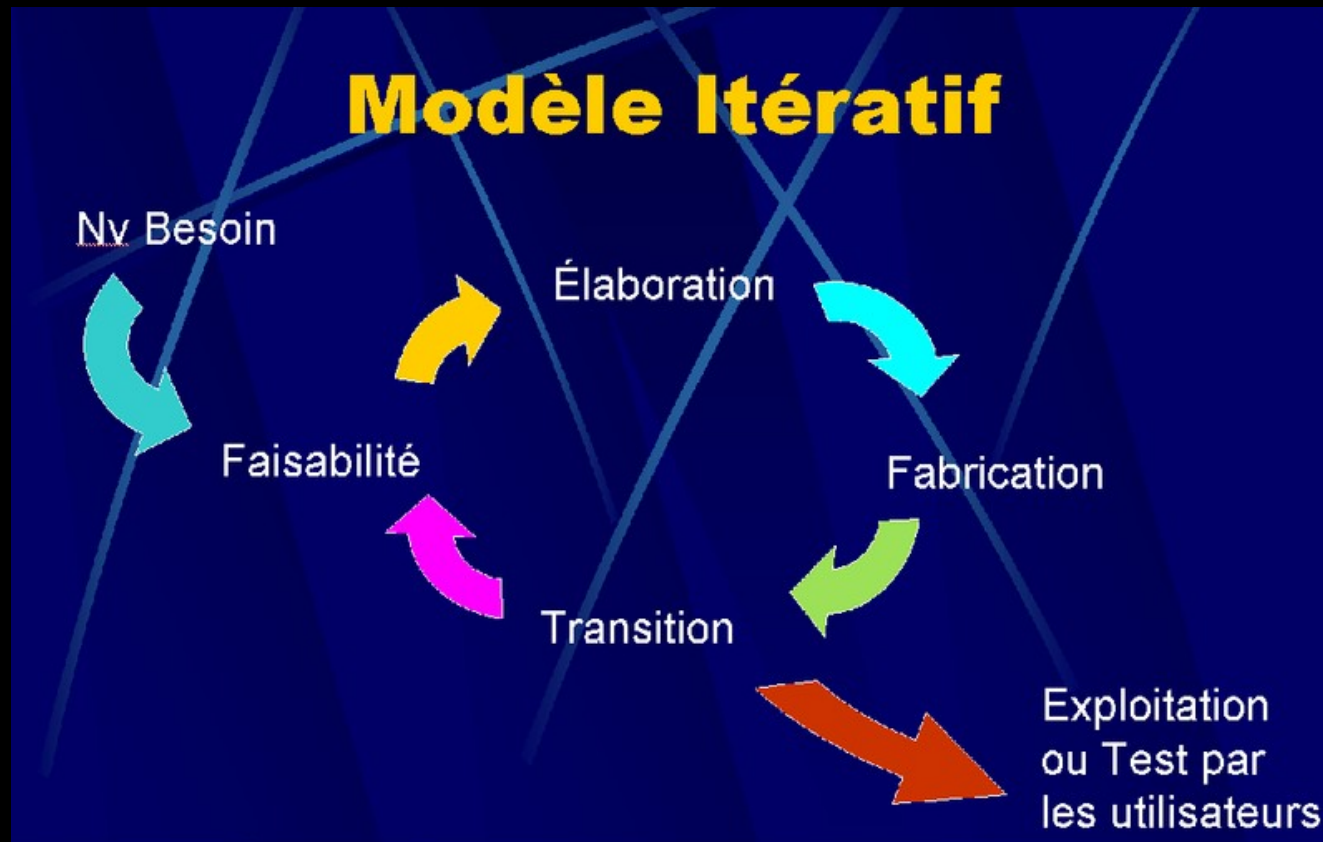 Modèle Itératif
Nv Besoin
Élaboration
Faisabilité
Fabrication
Transition
Exploitation
ou Test par
les utilisateurs